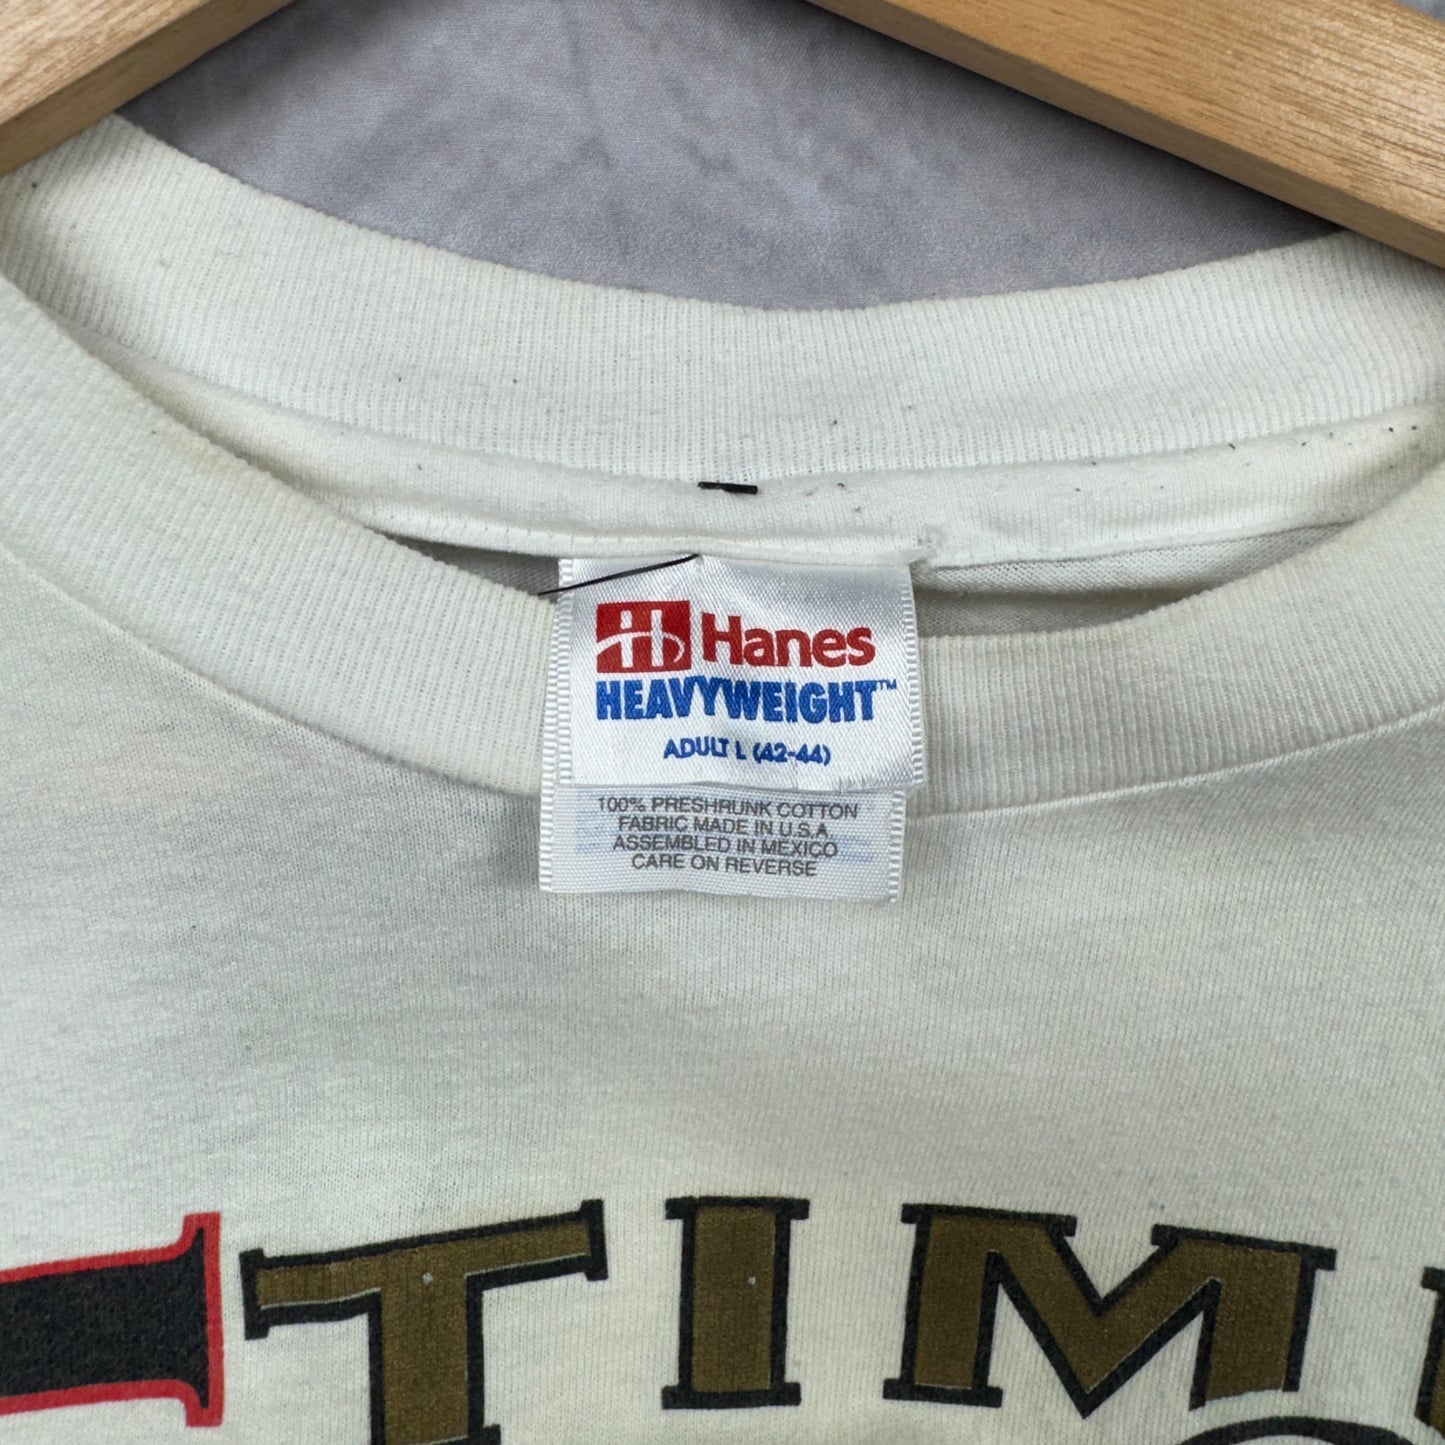 Hanes
HEAVYWEIGHT™
ADULT L (42-44)
100% PRESHRUNK COTTON
FABRIC MADE IN U.S.A.
ASSEMBLED IN MEXICO
CARE ON REVERSE
TIM